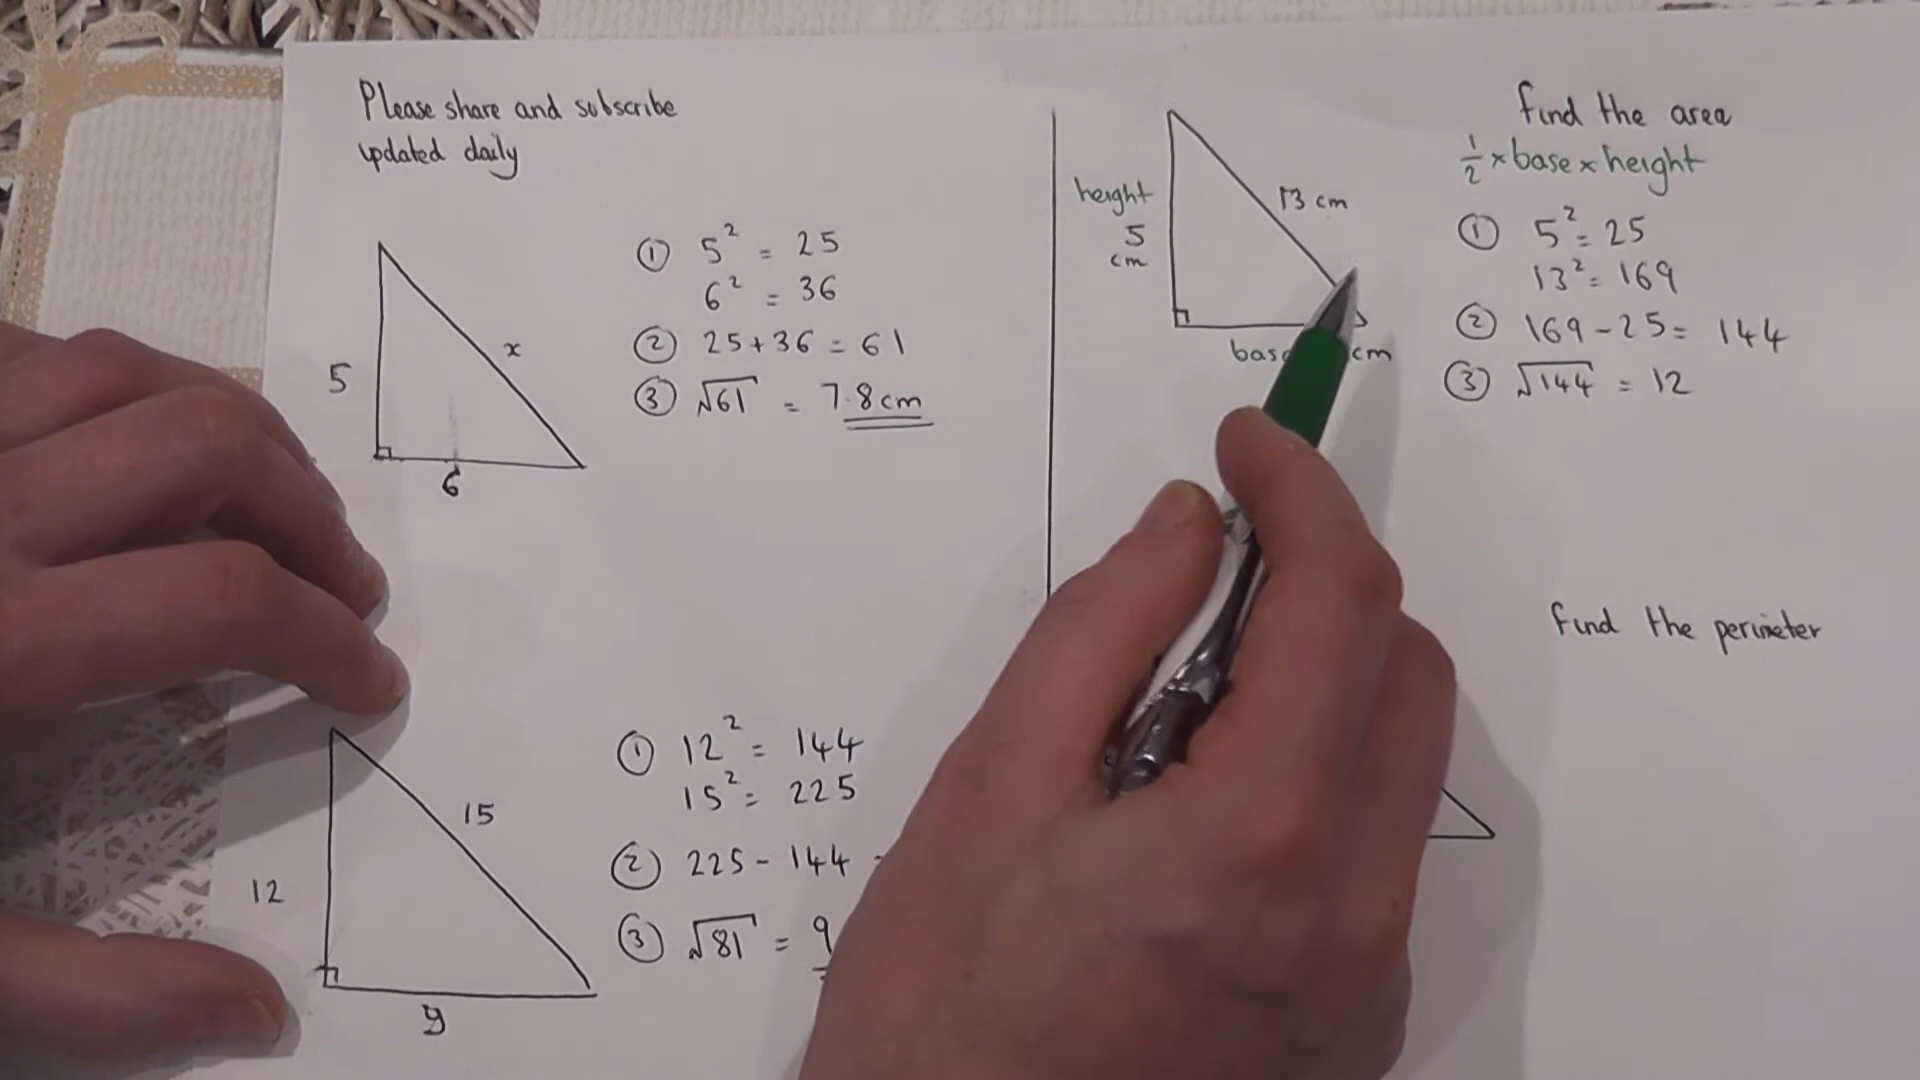 Please share and subscribe
updated daily
5
x
6
① 5² = 25
6² = 36
② 25+36 = 61
③ √61 = 7.8cm
12
15
y
① 12² = 144
15² = 225
② 225 - 144
③ √81 = 9
height
5
cm
13 cm
cm
find the area
½ × base × height
① 5² = 25
13² = 169
② 169 - 25 = 144
③ √144 = 12
find the perimeter